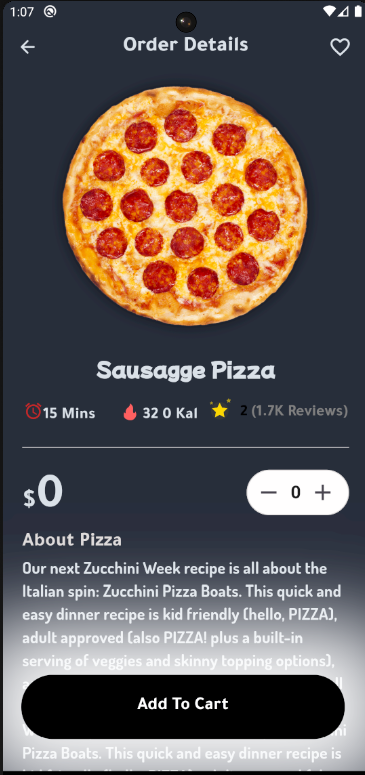 1:07
Order Details
Sausagge Pizza
15 Mins 32 0 Kal 2 (1.7K Reviews)
$0
0
About Pizza
Our next Zucchini Week recipe is all about the
Italian spin: Zucchini Pizza Boats. This quick and
easy dinner recipe is kid friendly (hello, PIZZA),
adult approved (also PIZZA! plus a built-in
serving of veggies and skinny topping options),
Add To Cart
Pizza Boats. This quick and easy dinner recipe is